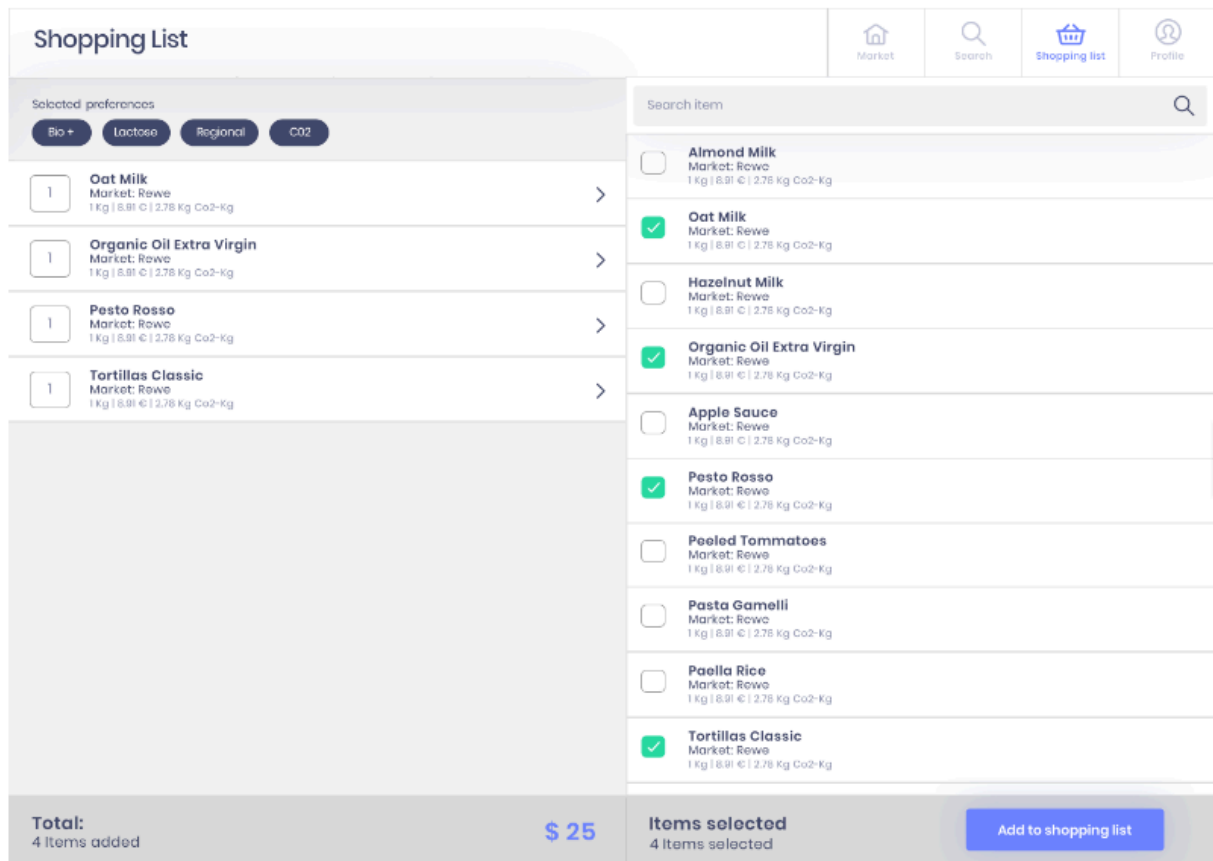 Shopping List
Market
Search
Shopping list
Profile
Selected preferences
Bio +
Lactose
Regional
C02
1
Oat Milk
Market: Rewe
1 Kg | 8.91 € | 2.78 Kg Co2-Kg
1
Organic Oil Extra Virgin
Market: Rewe
1 Kg | 8.91 € | 2.78 Kg Co2-Kg
1
Pesto Rosso
Market: Rewe
1 Kg | 8.91 € | 2.78 Kg Co2-Kg
1
Tortillas Classic
Market: Rewe
1 Kg | 8.91 € | 2.78 Kg Co2-Kg
Total:
4 Items added
$ 25
Search item
Almond Milk
Market: Rewe
1 Kg | 8.91 € | 2.78 Kg Co2-Kg
Oat Milk
Market: Rewe
1 Kg | 8.91 € | 2.78 Kg Co2-Kg
Hazelnut Milk
Market: Rewe
1 Kg | 8.91 € | 2.78 Kg Co2-Kg
Organic Oil Extra Virgin
Market: Rewe
1 Kg | 8.91 € | 2.78 Kg Co2-Kg
Apple Sauce
Market: Rewe
1 Kg | 8.91 € | 2.78 Kg Co2-Kg
Pesto Rosso
Market: Rewe
1 Kg | 8.91 € | 2.78 Kg Co2-Kg
Peeled Tommatoes
Market: Rewe
1 Kg | 8.91 € | 2.78 Kg Co2-Kg
Pasta Gamelli
Market: Rewe
1 Kg | 8.91 € | 2.78 Kg Co2-Kg
Paella Rice
Market: Rewe
1 Kg | 8.91 € | 2.78 Kg Co2-Kg
Tortillas Classic
Market: Rewe
1 Kg | 8.91 € | 2.78 Kg Co2-Kg
Items selected
4 Items selected
Add to shopping list